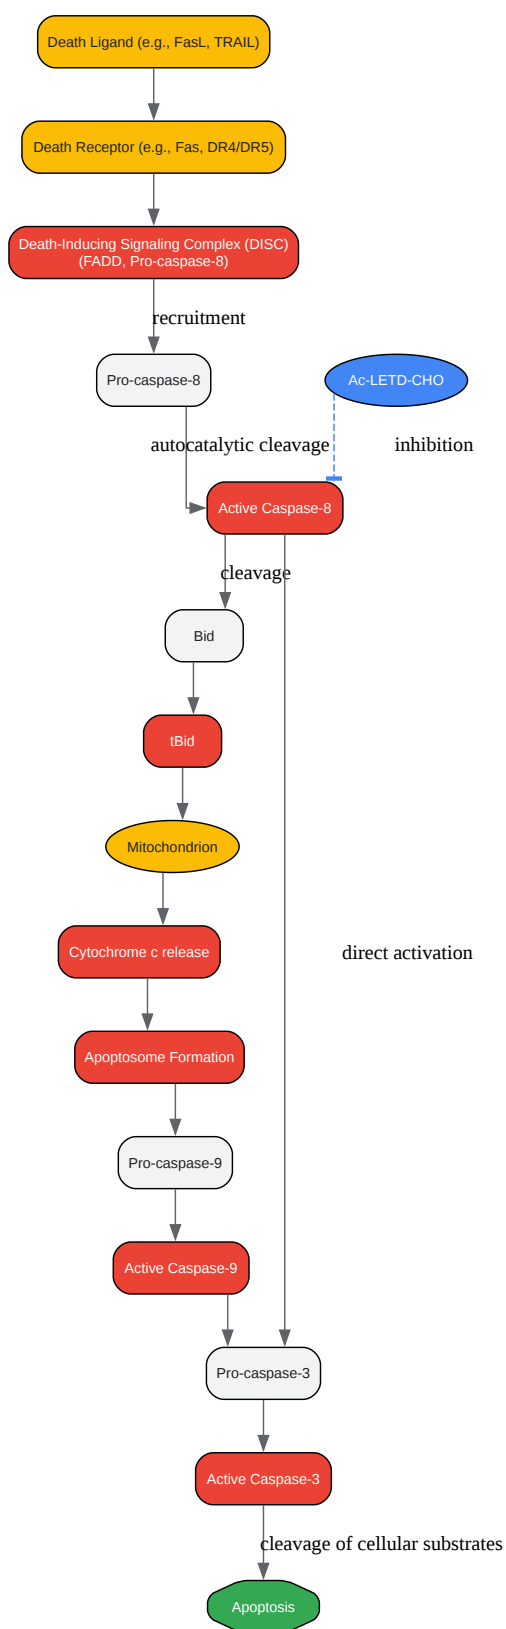 Death Ligand (e.g., FasL, TRAIL)
Death Receptor (e.g., Fas, DR4/DR5)
Death-Inducing Signaling Complex (DISC)
(FADD, Pro-caspase-8)
recruitment
Pro-caspase-8
Ac-LETD-CHO
autocatalytic cleavage
inhibition
Active Caspase-8
cleavage
Bid
tBid
Mitochondrion
Cytochrome c release
direct activation
Apoptosome Formation
Pro-caspase-9
Active Caspase-9
Pro-caspase-3
Active Caspase-3
cleavage of cellular substrates
Apoptosis